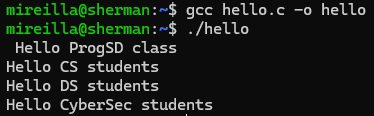 mireilla@sherman:~$ gcc hello.c -o hello
mireilla@sherman:~$ ./hello
 Hello ProgSD class
Hello CS students
Hello DS students
Hello CyberSec students